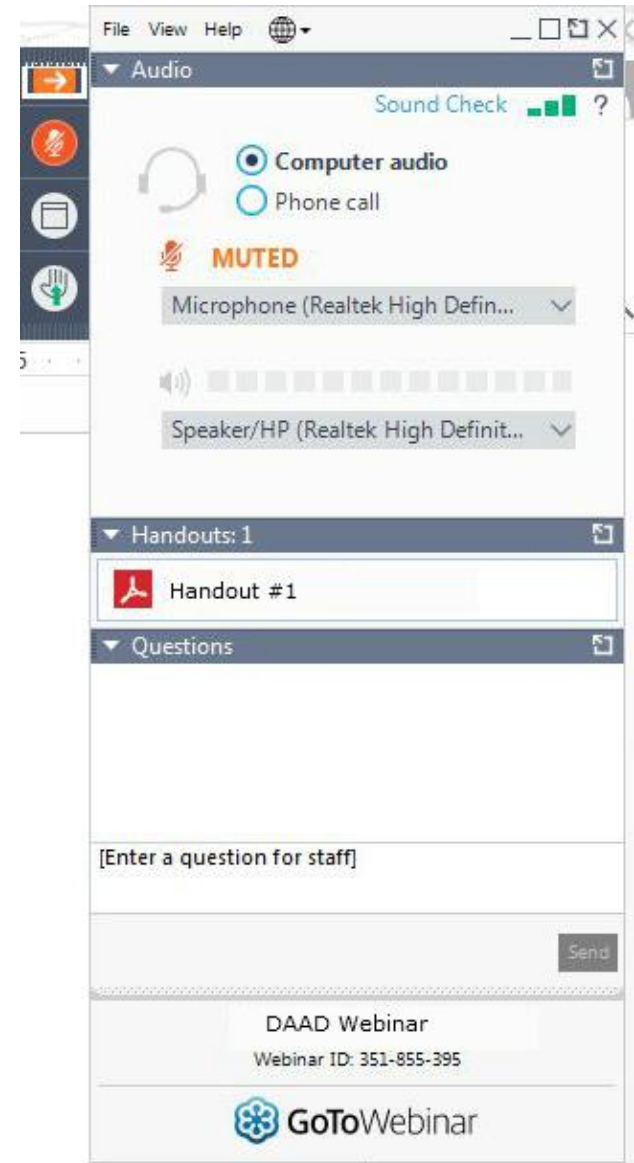 File View Help
Audio
Sound Check ?
Computer audio
Phone call
MUTED
Microphone (Realtek High Defin...
5
Speaker/HP (Realtek High Definit...
Handouts: 1
Handout #1
Questions
[Enter a question for staff]
Send
DAAD Webinar
Webinar ID: 351-855-395
GoToWebinar